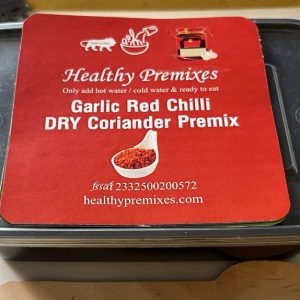 Healthy Premixes
Only add hot water / cold water & ready to eat
Garlic Red Chilli
DRY Coriander Premix
fssai 2332500200572
healthypremixes.com